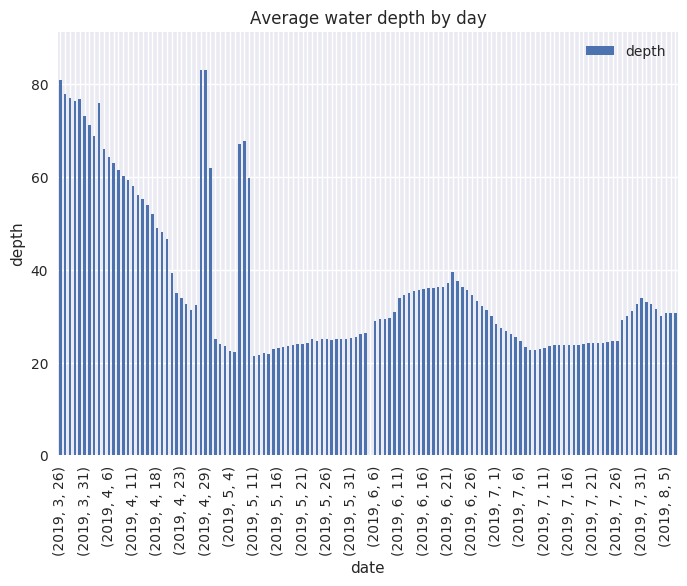 Average water depth by day
depth
80
60
40
20
0
depth
(2019, 3, 26)
(2019, 3, 31)
(2019, 4, 6)
(2019, 4, 11)
(2019, 4, 18)
(2019, 4, 23)
(2019, 4, 29)
(2019, 5, 4)
(2019, 5, 11)
(2019, 5, 16)
(2019, 5, 21)
(2019, 5, 26)
(2019, 5, 31)
(2019, 6, 6)
(2019, 6, 11)
(2019, 6, 16)
(2019, 6, 21)
(2019, 6, 26)
(2019, 7, 1)
(2019, 7, 6)
(2019, 7, 11)
(2019, 7, 16)
(2019, 7, 21)
(2019, 7, 26)
(2019, 7, 31)
(2019, 8, 5)
date